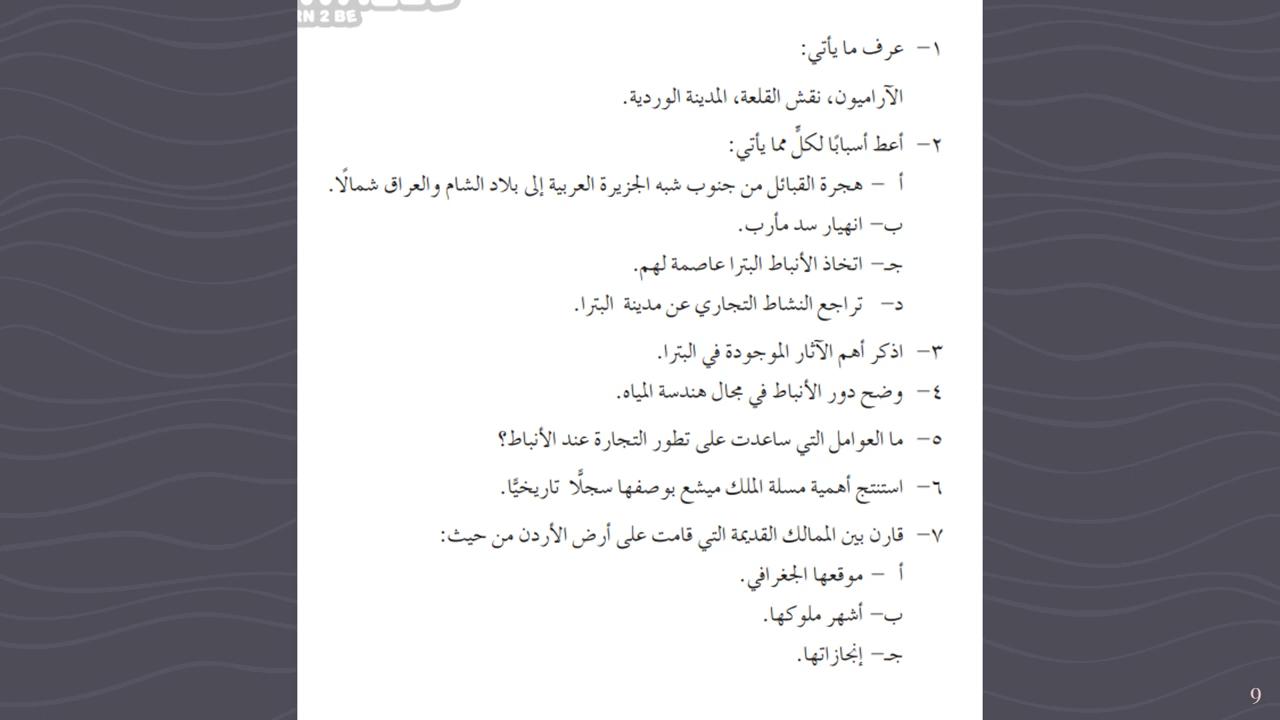 RN 2 BE
١- عرف ما يأتي:
الآراميون، نقش القلعة، المدينة الوردية.
٢- أعط أسبابًا لكلٍّ مما يأتي:
أ - هجرة القبائل من جنوب شبه الجزيرة العربية إلى بلاد الشام والعراق شمالًا.
ب- انهيار سد مأرب.
جـ- اتخاذ الأنباط البترا عاصمة لهم.
د- تراجع النشاط التجاري عن مدينة البترا.
٣- اذكر أهم الآثار الموجودة في البترا.
٤- وضح دور الأنباط في مجال هندسة المياه.
٥- ما العوامل التي ساعدت على تطور التجارة عند الأنباط؟
٦- استنتج أهمية مسلة الملك ميشع بوصفها سجلًّا تاريخيًّا.
٧- قارن بين الممالك القديمة التي قامت على أرض الأردن من حيث:
أ - موقعها الجغرافي.
ب- أشهر ملوكها.
جـ- إنجازاتها.
9